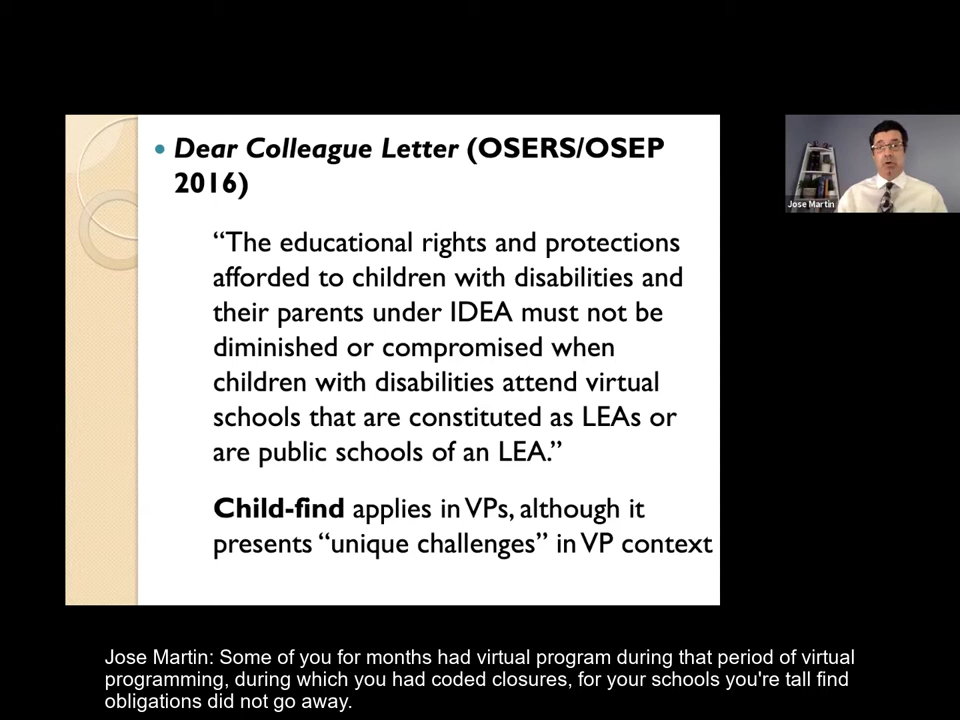 Dear Colleague Letter (OSERS/OSEP
2016)
“The educational rights and protections
afforded to children with disabilities and
their parents under IDEA must not be
diminished or compromised when
children with disabilities attend virtual
schools that are constituted as LEAs or
are public schools of an LEA.”
Child-find applies in VPs, although it
presents “unique challenges” in VP context
Jose Martin
Jose Martin: Some of you for months had virtual program during that period of virtual
programming, during which you had coded closures, for your schools you're tall find
obligations did not go away.